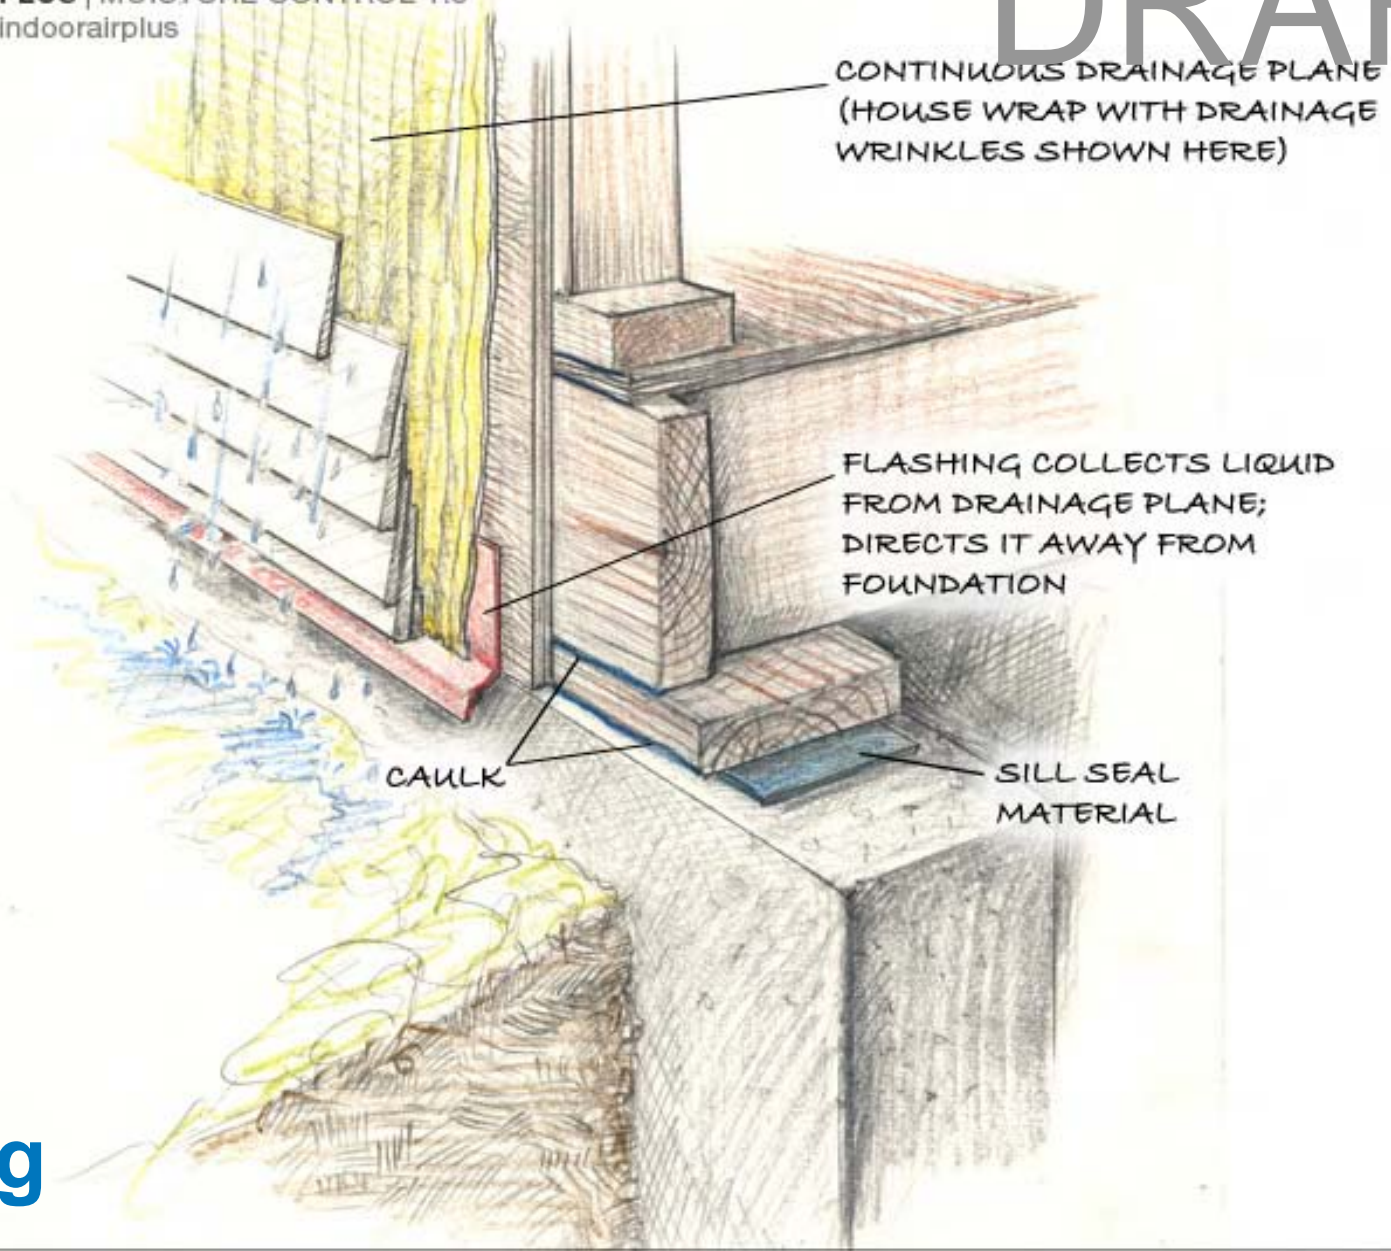 indoorairplus
CONTINUOUS DRAINAGE PLANE
(HOUSE WRAP WITH DRAINAGE
WRINKLES SHOWN HERE)
FLASHING COLLECTS LIQUID
FROM DRAINAGE PLANE;
DIRECTS IT AWAY FROM
FOUNDATION
CAULK
SILL SEAL
MATERIAL
g